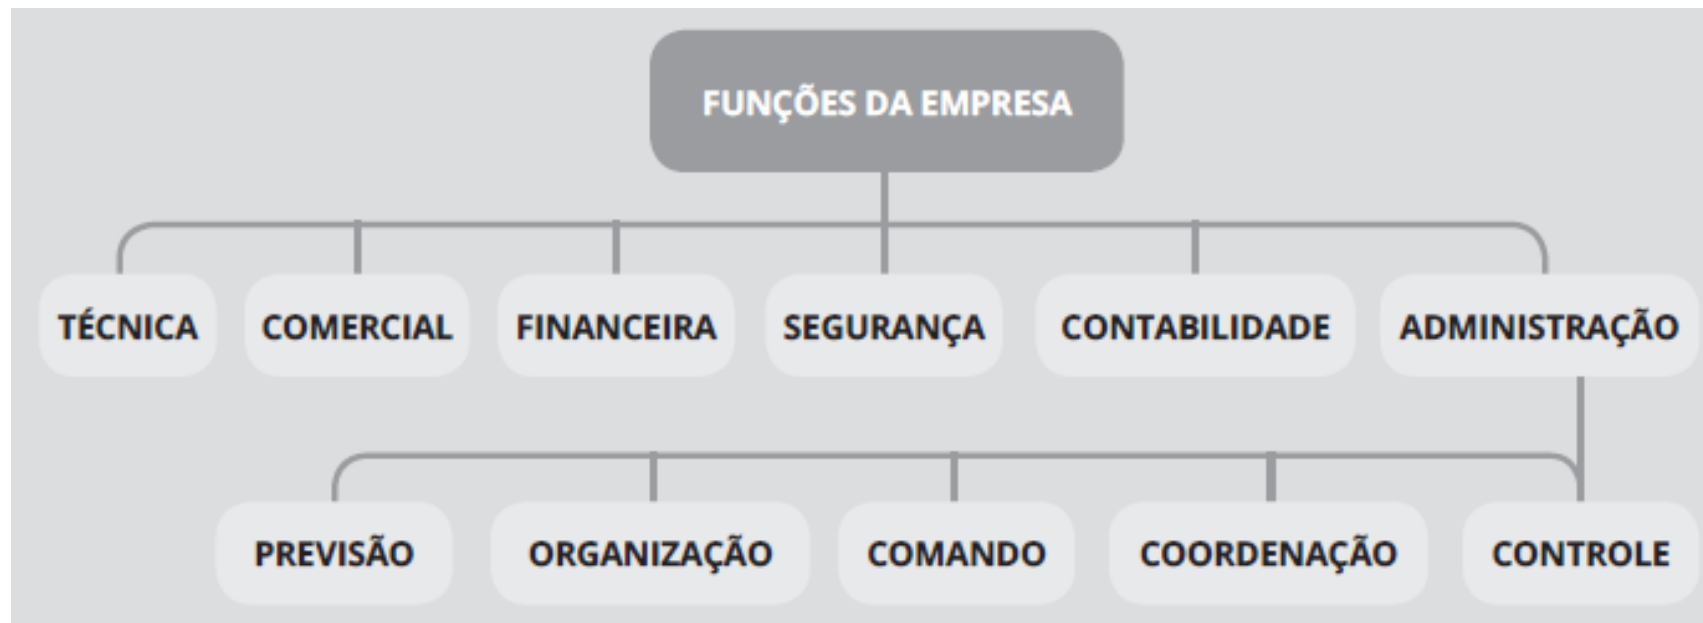 FUNÇÕES DA EMPRESA
TÉCNICA
COMERCIAL
FINANCEIRA
SEGURANÇA
CONTABILIDADE
ADMINISTRAÇÃO
PREVISÃO
ORGANIZAÇÃO
COMANDO
COORDENAÇÃO
CONTROLE